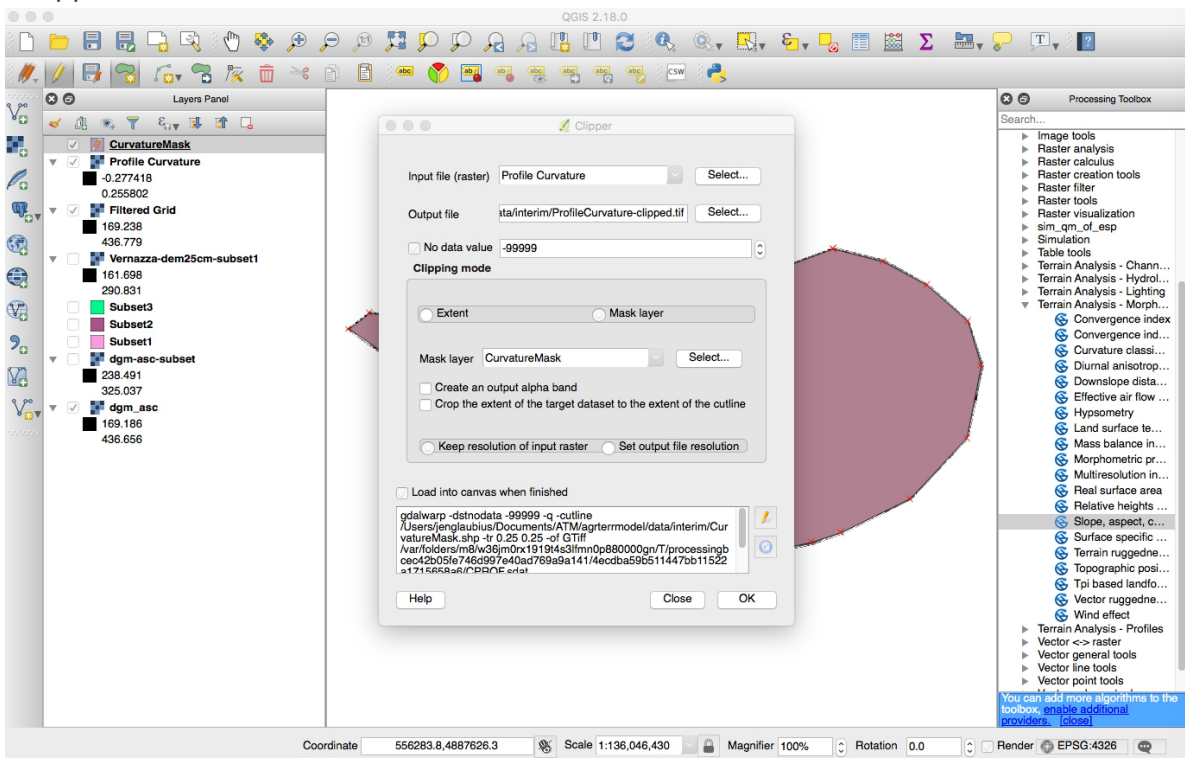 QGIS 2.18.0
Layers Panel
CurvatureMask
Profile Curvature
-0.277418
0.255802
Filtered Grid
169.238
436.779
Vernazza-dem25cm-subset1
161.698
290.831
Subset3
Subset2
Subset1
dgm-asc-subset
238.491
325.037
dgm_asc
169.186
436.656
Clipper
Input file (raster) Profile Curvature Select...
Output file ata/interim/ProfileCurvature-clipped.tif Select...
No data value -99999
Clipping mode
Extent Mask layer
Mask layer CurvatureMask Select...
Create an output alpha band
Crop the extent of the target dataset to the extent of the cutline
Keep resolution of input raster Set output file resolution
Load into canvas when finished
gdalwarp -dstnodata -99999 -q -cutline
/Users/jenglaubius/Documents/ATM/agrterrmodel/data/interim/Cur
vatureMask.shp -tr 0.25 0.25 -of GTiff
/var/folders/m8/w36jm0rx1919t4s3lfmn0p880000gn/T/processingb
cec42b05fe746d997e40ad769a9a141/4ecdba59b511447bb11522
a1715658a6/CPROF.sdat
Help Close OK
Processing Toolbox
Search...
Image tools
Raster analysis
Raster calculus
Raster creation tools
Raster filter
Raster tools
Raster visualization
sim_qm_of_esp
Simulation
Table tools
Terrain Analysis - Chann...
Terrain Analysis - Hydrol...
Terrain Analysis - Lighting
Terrain Analysis - Morph...
Convergence index
Convergence ind...
Curvature classi...
Diurnal anisotrop...
Downslope dista...
Effective air flow ...
Hypsometry
Land surface te...
Mass balance in...
Morphometric pr...
Multiresolution in...
Real surface area
Relative heights ...
Slope, aspect, c...
Surface specific ...
Terrain ruggedne...
Topographic posi...
Tpi based landfo...
Vector ruggedne...
Wind effect
Terrain Analysis - Profiles
Vector <-> raster
Vector general tools
Vector line tools
Vector point tools
You can add more algorithms to the
toolbox, enable additional
providers. [close]
Coordinate 556283.8,4887626.3 Scale 1:136,046,430 Magnifier 100% Rotation 0.0 Render EPSG:4326